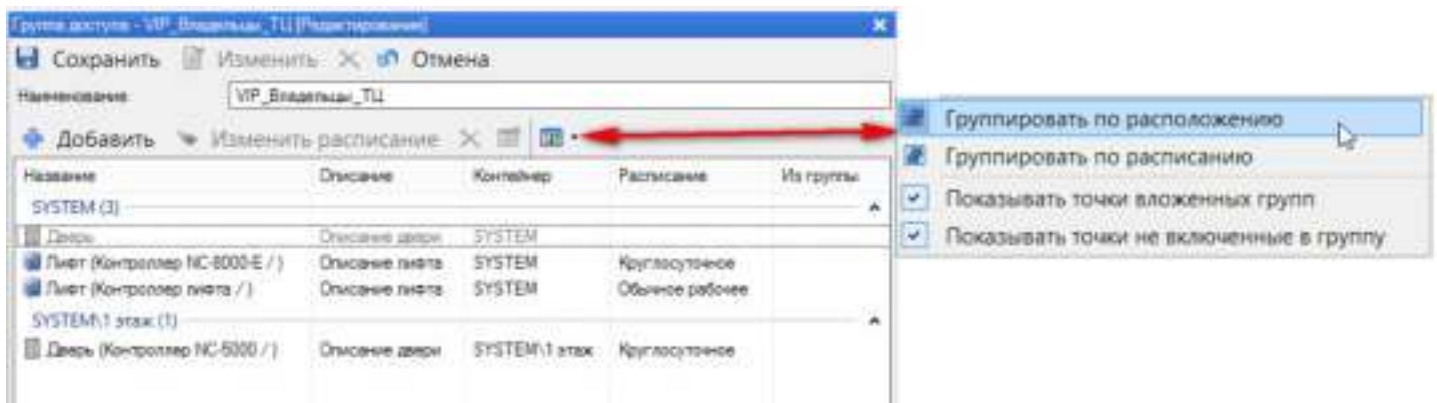 Группа доступа - VIP_Владельцы_ТЦ [Редактирование]
Сохранить Изменить Отмена
Наименование VIP_Владельцы_ТЦ
Добавить Изменить расписание
Название Описание Контейнер Расписание Из группы
SYSTEM (3)
Дверь Описание двери SYSTEM
Лифт (Контроллер NC-8000-E / ) Описание лифта SYSTEM Круглосуточное
Лифт (Контроллер лифта / ) Описание лифта SYSTEM Обычное рабочее
SYSTEM\1 этаж (1)
Дверь (Контроллер NC-5000 / ) Описание двери SYSTEM\1 этаж Круглосуточное
Группировать по расположению
Группировать по расписанию
Показывать точки вложенных групп
Показывать точки не включенные в группу